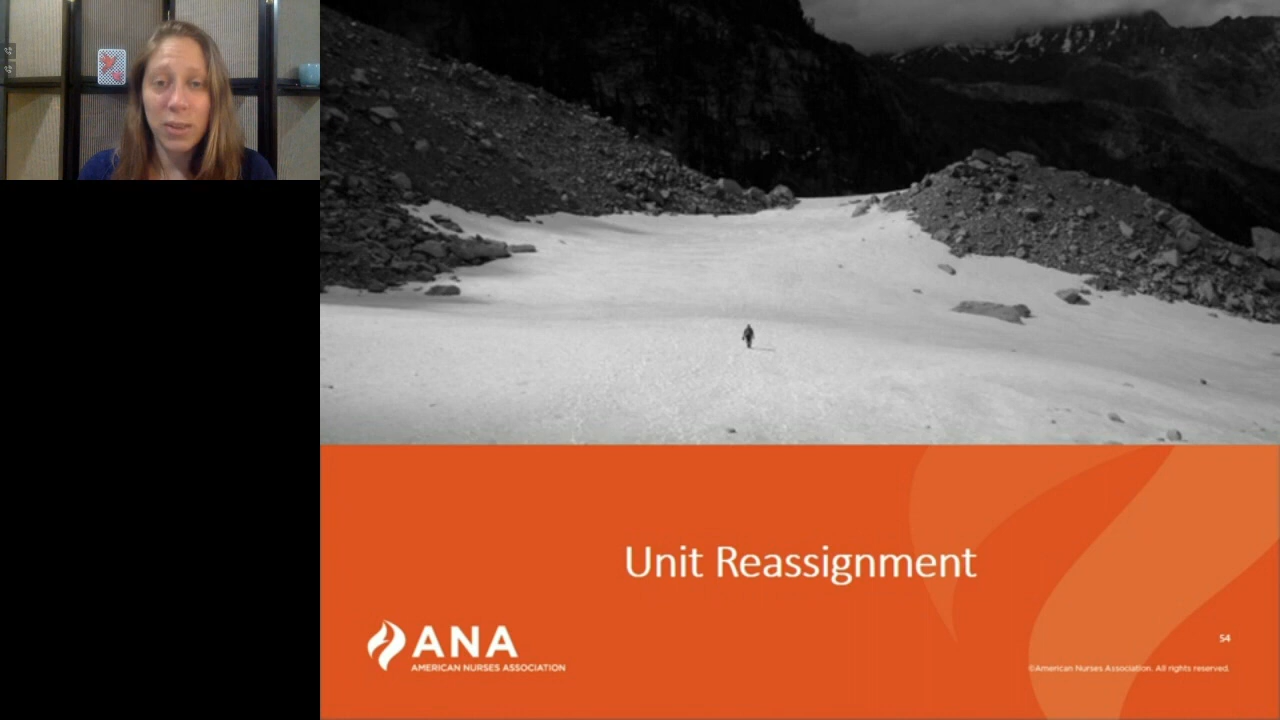 Unit Reassignment
ANA
AMERICAN NURSES ASSOCIATION
54
©American Nurses Association. All rights reserved.